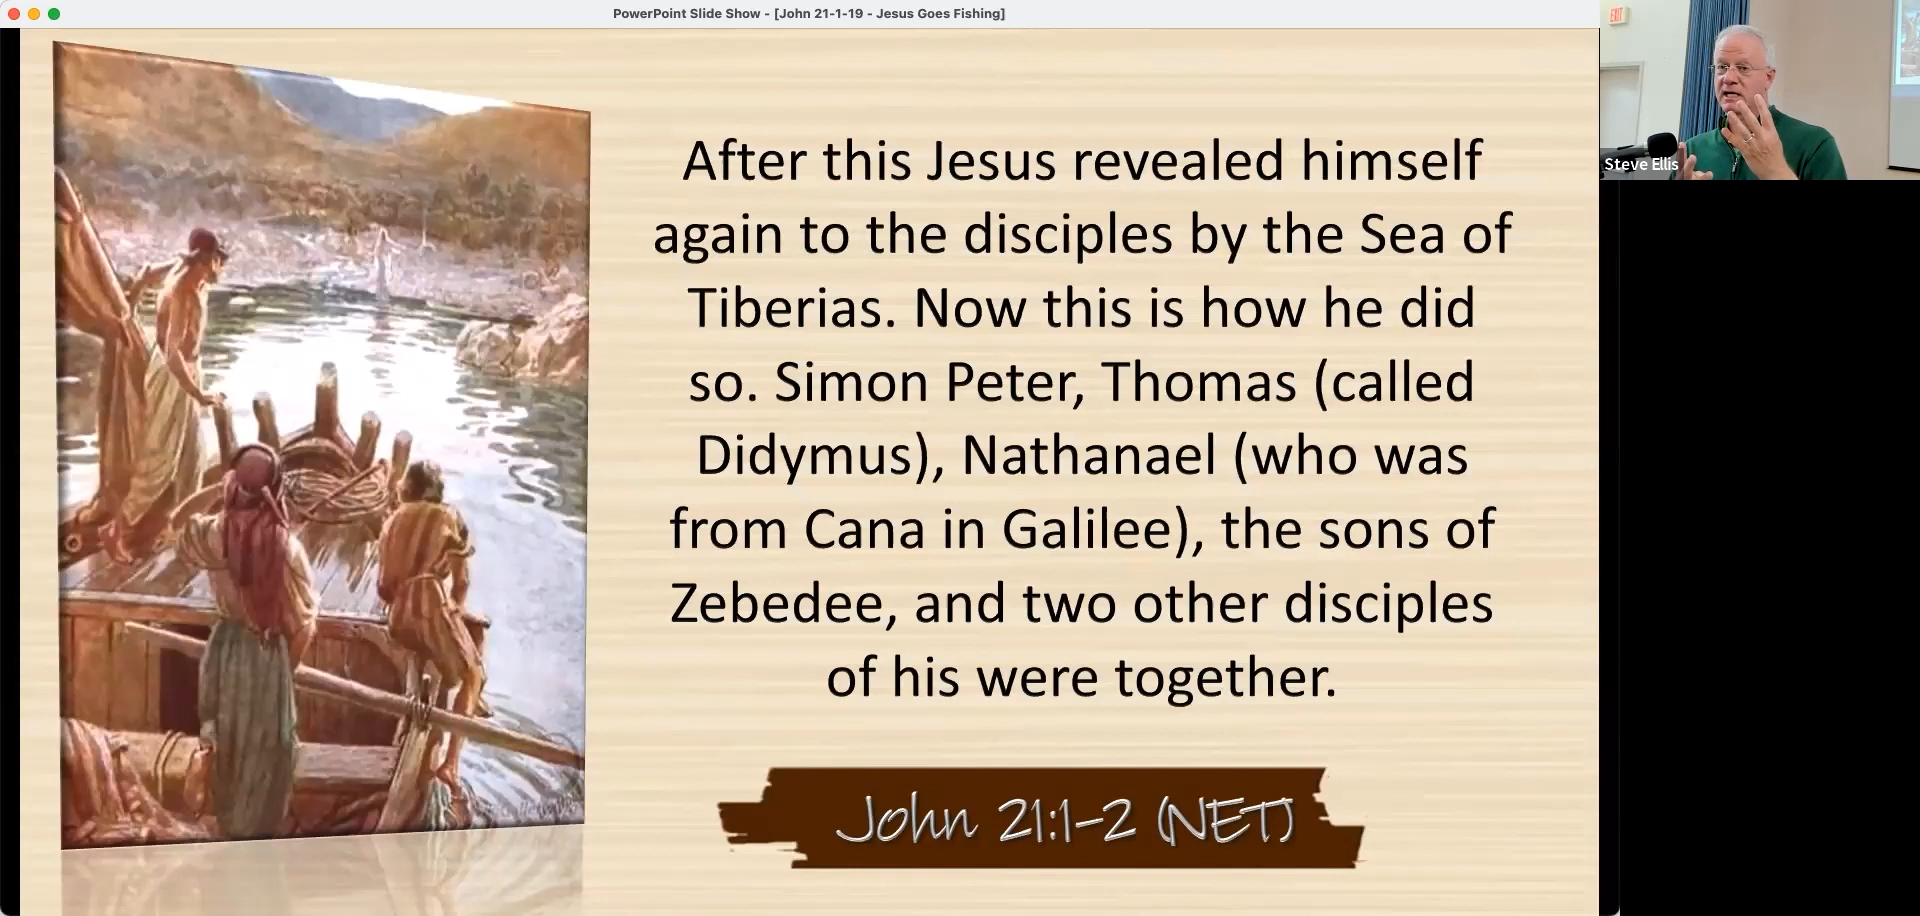 PowerPoint Slide Show - [John 21-1-19 - Jesus Goes Fishing]
EXIT
Steve Ellis
After this Jesus revealed himself
again to the disciples by the Sea of
Tiberias. Now this is how he did
so. Simon Peter, Thomas (called
Didymus), Nathanael (who was
from Cana in Galilee), the sons of
Zebedee, and two other disciples
of his were together.
John 21:1-2 (NET)